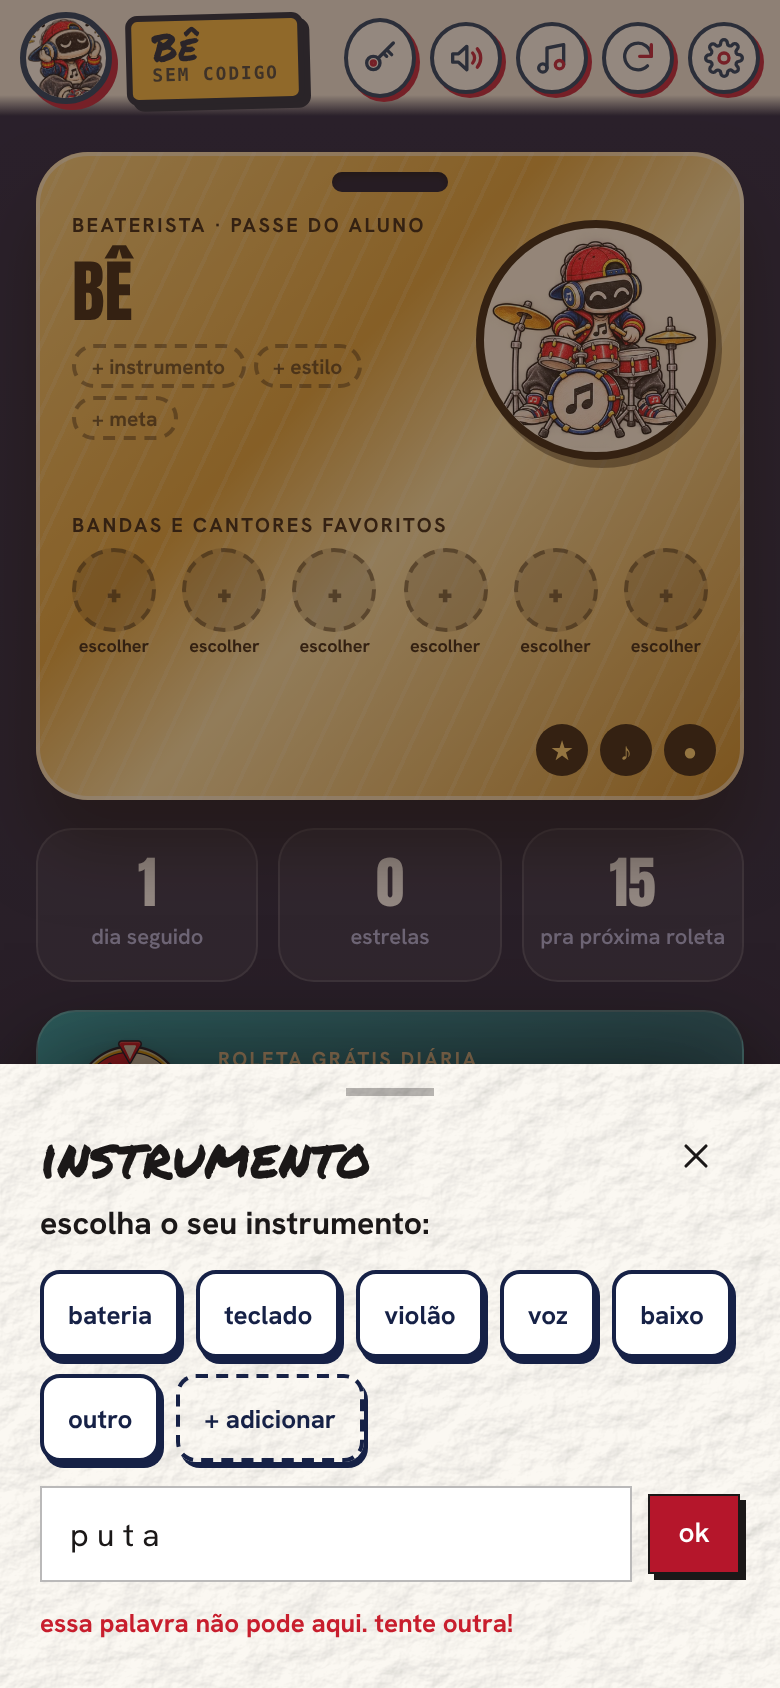 BÊ
SEM CODIGO
BEATERISTA · PASSE DO ALUNO
BÊ
+ instrumento
+ estilo
+ meta
BANDAS E CANTORES FAVORITOS
+ + + + + +
escolher escolher escolher escolher escolher escolher
1 0 15
dia seguido estrelas pra próxima roleta
ROLETA GRÁTIS DIÁRIA
INSTRUMENTO
escolha o seu instrumento:
bateria teclado violão voz baixo
outro + adicionar
puta ok
essa palavra não pode aqui. tente outra!